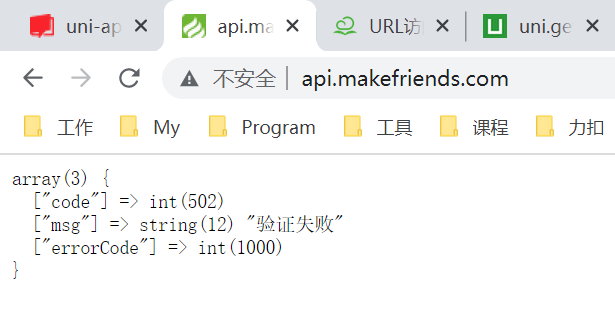 uni-ap
api.ma
URL访
uni.ge
不安全 | api.makefriends.com
工作 My Program 工具 课程 力扣
array(3) {
  ["code"] => int(502)
  ["msg"] => string(12) "验证失败"
  ["errorCode"] => int(1000)
}